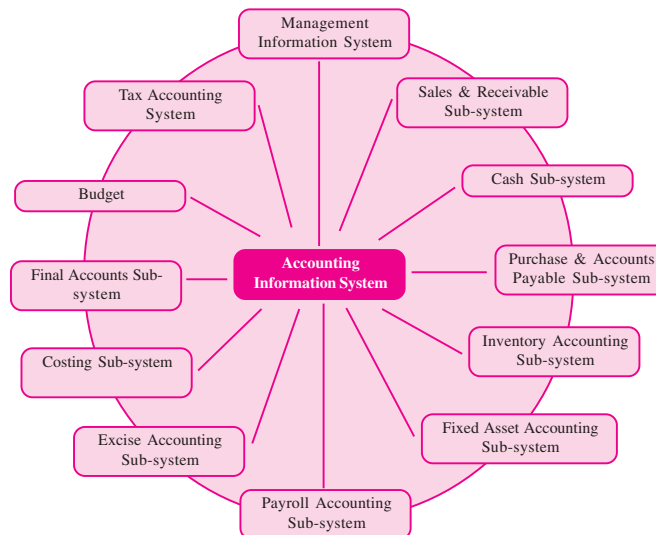 Management
Information System
Tax Accounting
System
Sales & Receivable
Sub-system
Budget
Cash Sub-system
Accounting
Information System
Final Accounts Sub-
system
Purchase & Accounts
Payable Sub-system
Costing Sub-system
Inventory Accounting
Sub-system
Excise Accounting
Sub-system
Fixed Asset Accounting
Sub-system
Payroll Accounting
Sub-system